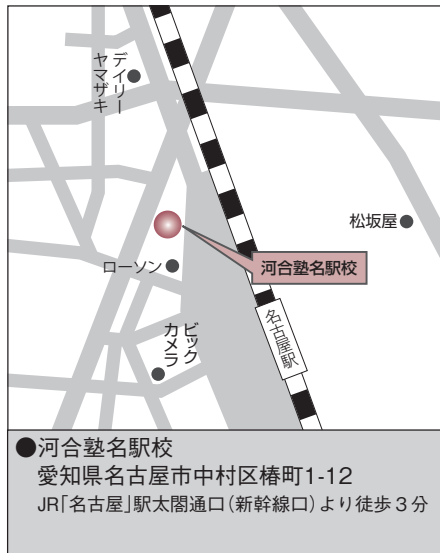 デイリー
ヤマザキ
松坂屋
河合塾名駅校
ローソン
名古屋駅
ビック
カメラ
●河合塾名駅校
愛知県名古屋市中村区椿町1-12
JR「名古屋」駅太閤通口(新幹線口)より徒歩3分